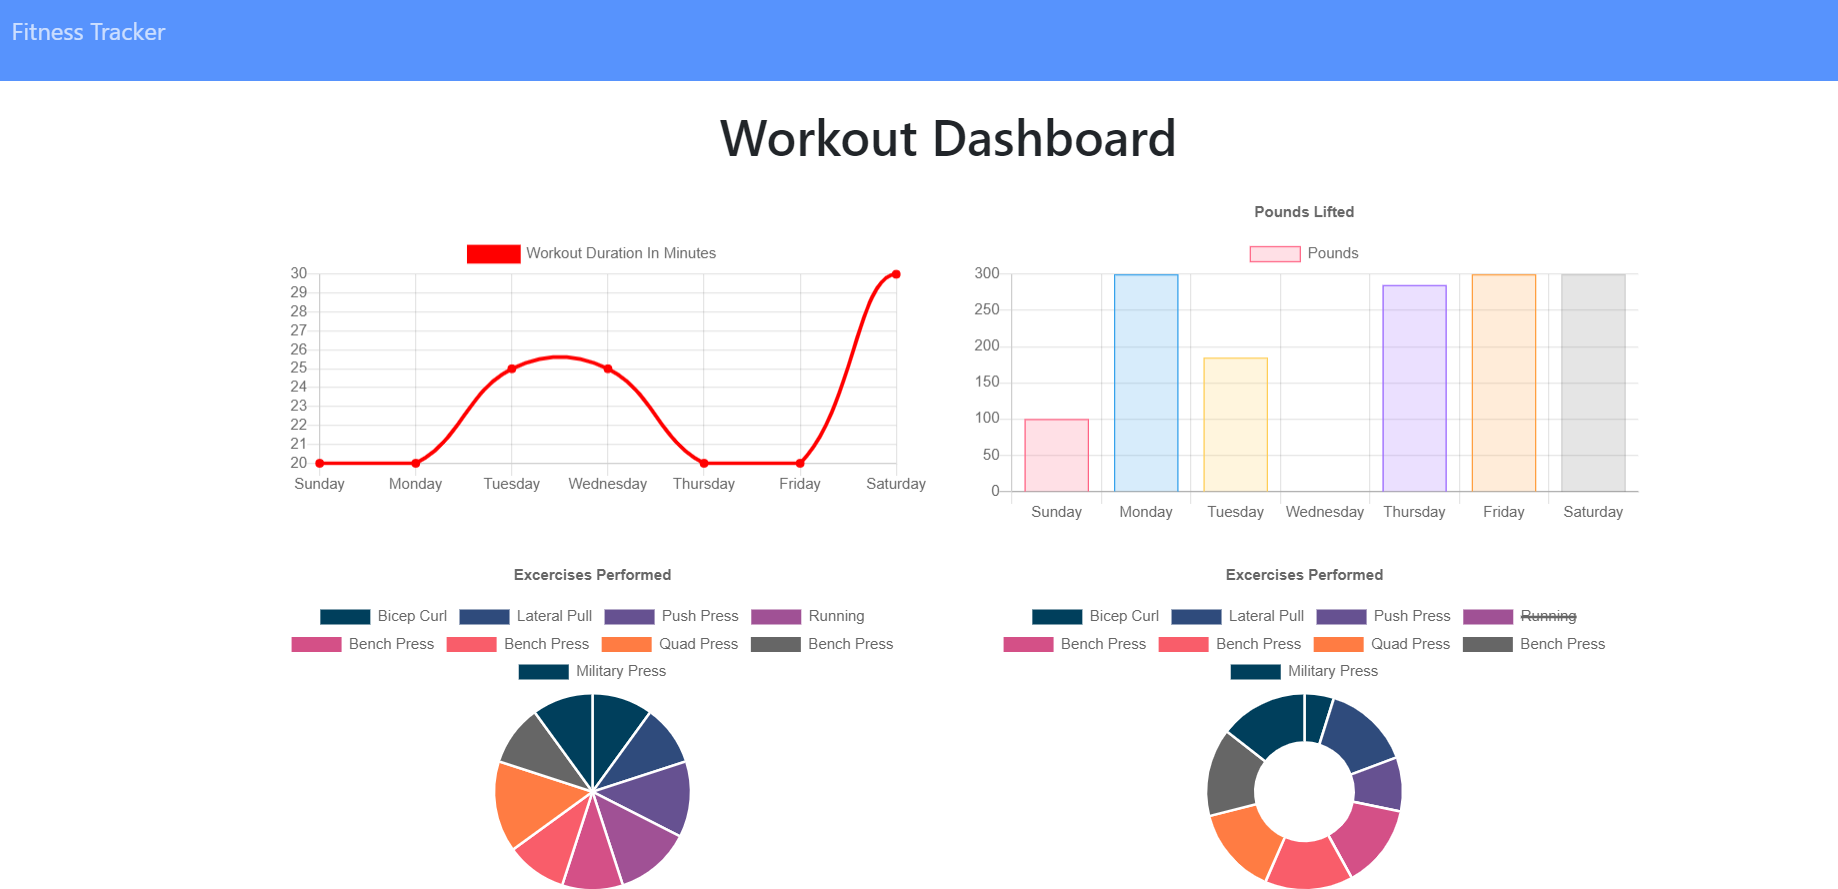 Fitness Tracker
Workout Dashboard
Workout Duration In Minutes
30
29
28
27
26
25
24
23
22
21
20
Sunday Monday Tuesday Wednesday Thursday Friday Saturday
Pounds Lifted
Pounds
300
250
200
150
100
50
0
Sunday Monday Tuesday Wednesday Thursday Friday Saturday
Excercises Performed
Bicep Curl Lateral Pull Push Press Running
Bench Press Bench Press Quad Press Bench Press
Military Press
Excercises Performed
Bicep Curl Lateral Pull Push Press Running
Bench Press Bench Press Quad Press Bench Press
Military Press